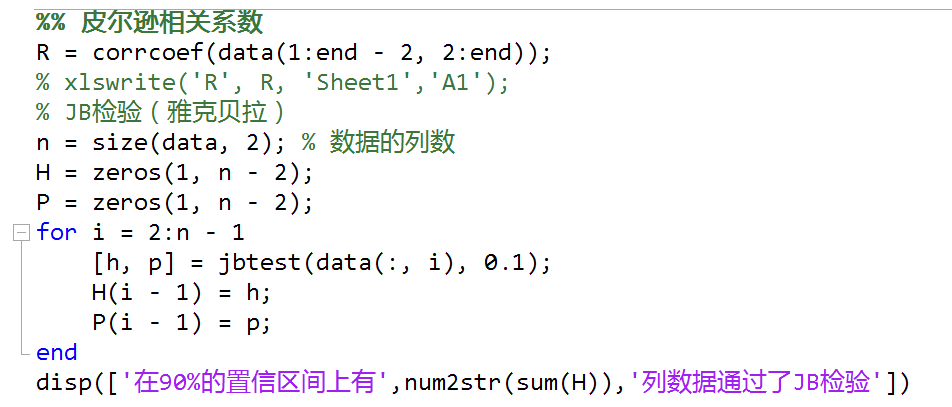 %% 皮尔逊相关系数
R = corrcoef(data(1:end - 2, 2:end));
% xlswrite('R', R, 'Sheet1','A1');
% JB检验（雅克贝拉）
n = size(data, 2); % 数据的列数
H = zeros(1, n - 2);
P = zeros(1, n - 2);
for i = 2:n - 1
    [h, p] = jbtest(data(:, i), 0.1);
    H(i - 1) = h;
    P(i - 1) = p;
end
disp(['在90%的置信区间上有',num2str(sum(H)),'列数据通过了JB检验'])